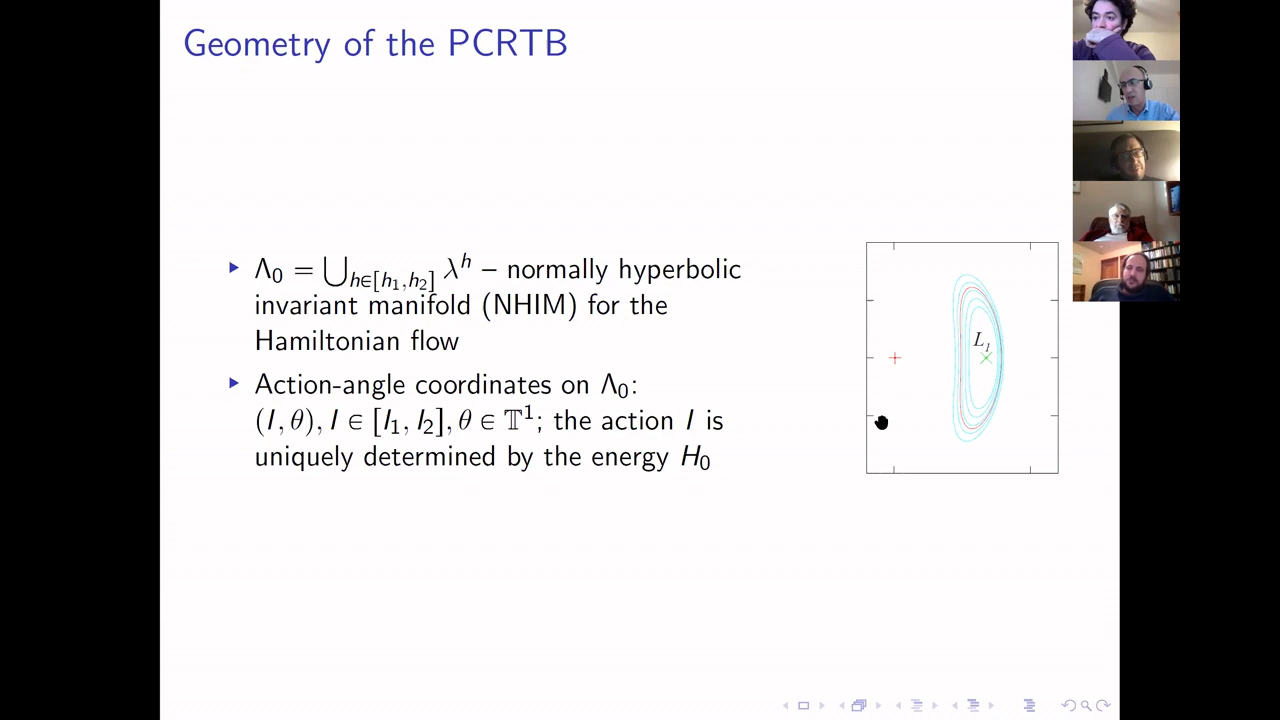 Geometry of the PCRTB
▸ Λ₀ = ⋃_{h∈[h₁,h₂]} λ^h – normally hyperbolic
invariant manifold (NHIM) for the
Hamiltonian flow
▸ Action-angle coordinates on Λ₀:
(I, θ), I ∈ [I₁, I₂], θ ∈ 𝕋¹; the action I is
uniquely determined by the energy H₀
L₁